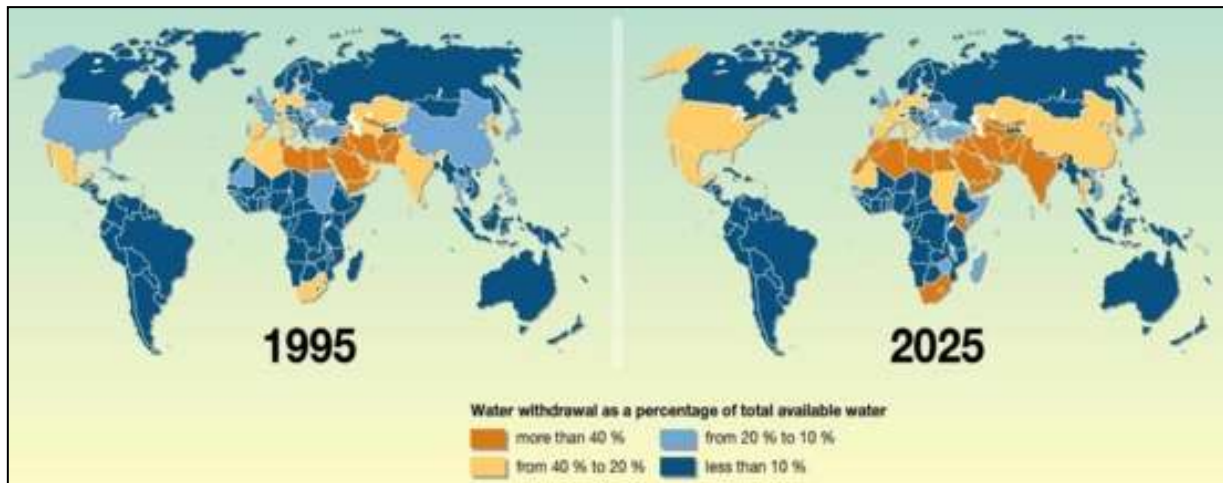 1995
2025
Water withdrawal as a percentage of total available water
more than 40 %
from 20 % to 10 %
from 40 % to 20 %
less than 10 %